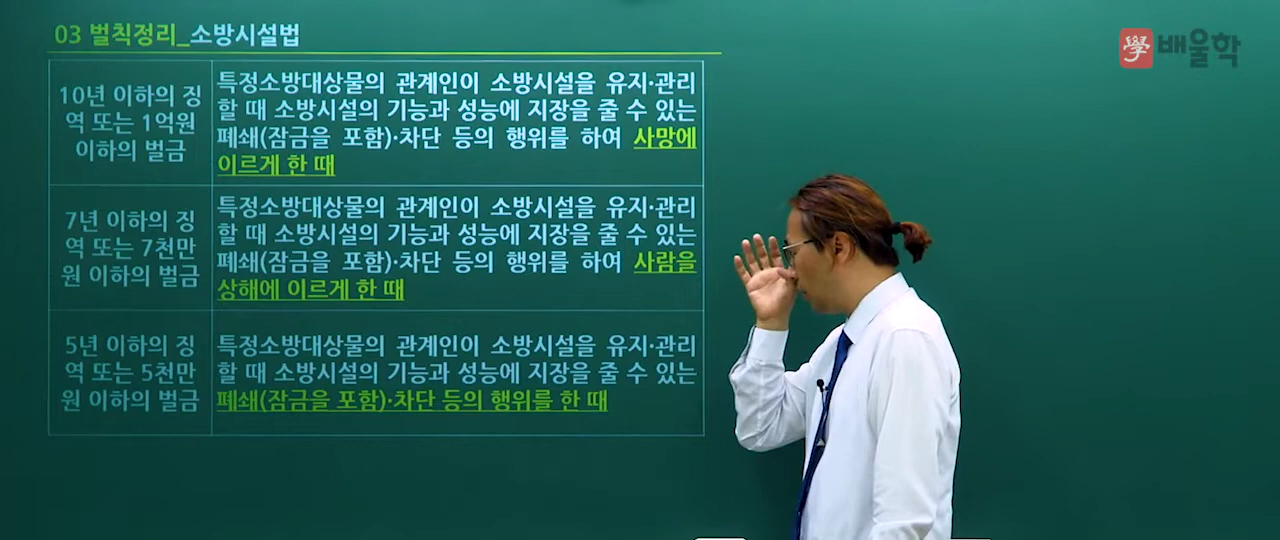 03 벌칙정리_소방시설법
學 배울학
10년 이하의 징
역 또는 1억원
이하의 벌금
특정소방대상물의 관계인이 소방시설을 유지·관리
할 때 소방시설의 기능과 성능에 지장을 줄 수 있는
폐쇄(잠금을 포함)·차단 등의 행위를 하여 사망에
이르게 한 때
7년 이하의 징
역 또는 7천만
원 이하의 벌금
특정소방대상물의 관계인이 소방시설을 유지·관리
할 때 소방시설의 기능과 성능에 지장을 줄 수 있는
폐쇄(잠금을 포함)·차단 등의 행위를 하여 사람을
상해에 이르게 한 때
5년 이하의 징
역 또는 5천만
원 이하의 벌금
특정소방대상물의 관계인이 소방시설을 유지·관리
할 때 소방시설의 기능과 성능에 지장을 줄 수 있는
폐쇄(잠금을 포함)·차단 등의 행위를 한 때